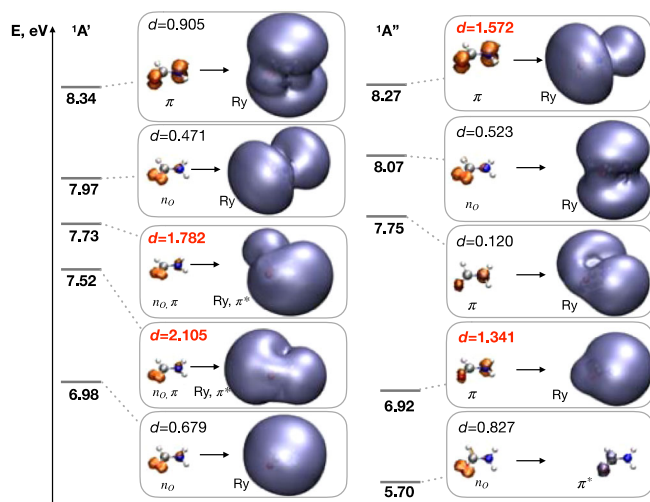 E, eV
¹A'
d=0.905
π
Ry
8.34
d=0.471
n_O
Ry
7.97
7.73
d=1.782
n_O, π
Ry, π*
7.52
d=2.105
n_O, π
Ry, π*
6.98
d=0.679
n_O
Ry
¹A"
d=1.572
π
Ry
8.27
d=0.523
n_O
Ry
8.07
7.75
d=0.120
π
Ry
d=1.341
π
Ry
6.92
d=0.827
n_O
π*
5.70